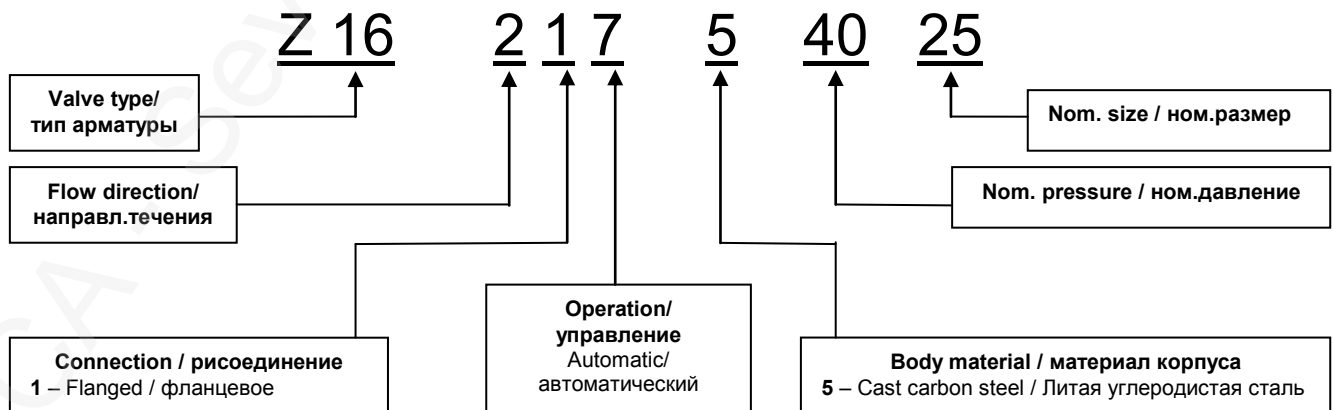 Z 16 2 1 7 5 40 25
Valve type/
тип арматуры
Nom. size / ном.размер
Flow direction/
направл.течения
Nom. pressure / ном.давление
Operation/
управление
Automatic/
автоматический
Connection / рисоединение
1 – Flanged / фланцевое
Body material / материал корпуса
5 – Cast carbon steel / Литая углеродистая сталь